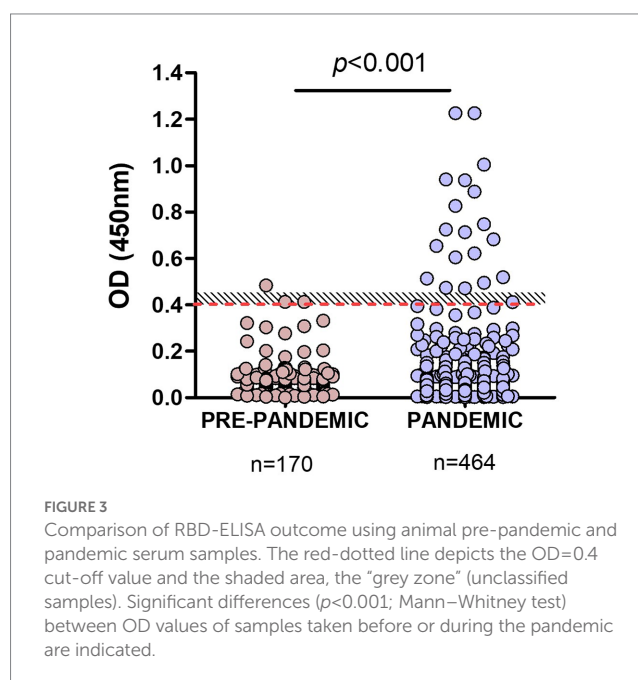 p<0.001
1.4
1.2
1.0
0.8
0.6
0.4
0.2
0.0
OD (450nm)
PRE-PANDEMIC PANDEMIC
n=170 n=464
FIGURE 3
Comparison of RBD-ELISA outcome using animal pre-pandemic and
pandemic serum samples. The red-dotted line depicts the OD=0.4
cut-off value and the shaded area, the “grey zone” (unclassified
samples). Significant differences (p<0.001; Mann–Whitney test)
between OD values of samples taken before or during the pandemic
are indicated.